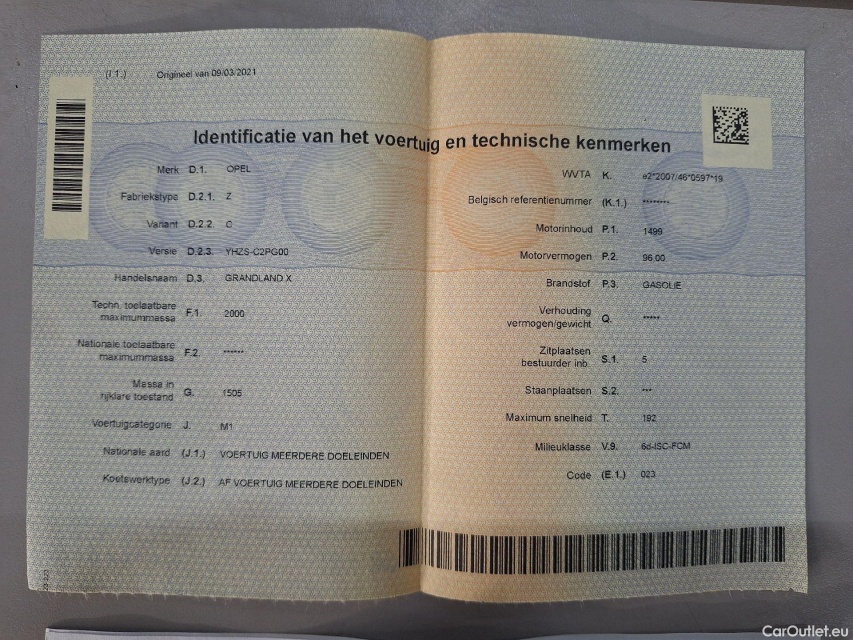 (I.1.) Origineel van 09/03/2021
Identificatie van het voertuig en technische kenmerken
Merk D.1. OPEL
Fabriekstype D.2.1. Z
Variant D.2.2
Versie D.2.3. YHZS-C2PG00
Handelsnaam D.3. GRANDLAND X
Techn. toelaatbare
maximummassa F.1. 2000
Nationale toelaatbare
maximummassa F.2. ******
Massa in
rijklare toestand G. 1505
Voertuigcategorie J. M1
Nationale aard (J.1.) VOERTUIG MEERDERE DOELEINDEN
Koetswerktype (J.2.) AF VOERTUIG MEERDERE DOELEINDEN
WVTA K. e2*2007/46*0597*19
Belgisch referentienummer (K.1.) ********
Motorinhoud P.1. 1499
Motorvermogen P.2. 96.00
Brandstof P.3. GASOLIE
Verhouding
vermogen/gewicht Q. *****
Zitplaatsen
bestuurder inb. S.1. 5
Staanplaatsen S.2. ***
Maximum snelheid T. 192
Milieuklasse V.9. 6d-ISC-FCM
Code (E.1.) 023
CarOutlet.eu